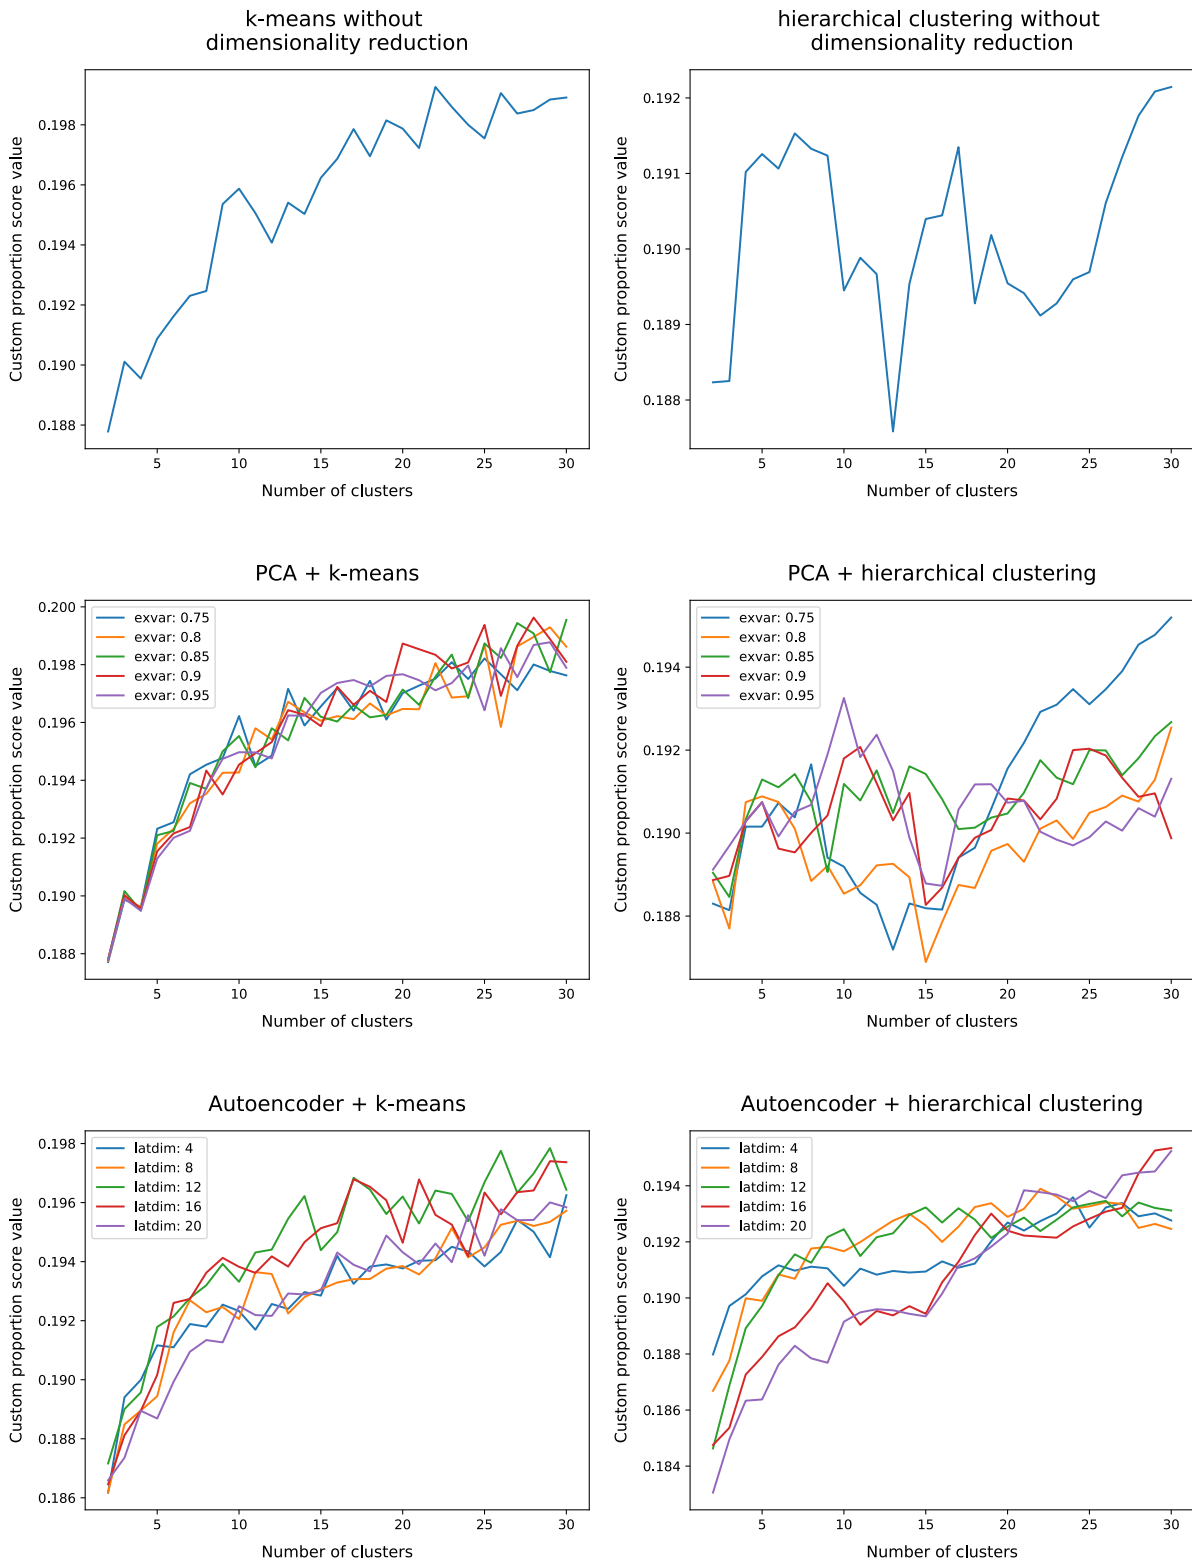 k-means without
dimensionality reduction
Custom proportion score value
0.198
0.196
0.194
0.192
0.190
0.188
5 10 15 20 25 30
Number of clusters
hierarchical clustering without
dimensionality reduction
Custom proportion score value
0.192
0.191
0.190
0.189
0.188
5 10 15 20 25 30
Number of clusters
PCA + k-means
Custom proportion score value
0.200
0.198
0.196
0.194
0.192
0.190
0.188
exvar: 0.75
exvar: 0.8
exvar: 0.85
exvar: 0.9
exvar: 0.95
5 10 15 20 25 30
Number of clusters
PCA + hierarchical clustering
Custom proportion score value
0.194
0.192
0.190
0.188
exvar: 0.75
exvar: 0.8
exvar: 0.85
exvar: 0.9
exvar: 0.95
5 10 15 20 25 30
Number of clusters
Autoencoder + k-means
Custom proportion score value
0.198
0.196
0.194
0.192
0.190
0.188
0.186
latdim: 4
latdim: 8
latdim: 12
latdim: 16
latdim: 20
5 10 15 20 25 30
Number of clusters
Autoencoder + hierarchical clustering
Custom proportion score value
0.194
0.192
0.190
0.188
0.186
0.184
latdim: 4
latdim: 8
latdim: 12
latdim: 16
latdim: 20
5 10 15 20 25 30
Number of clusters